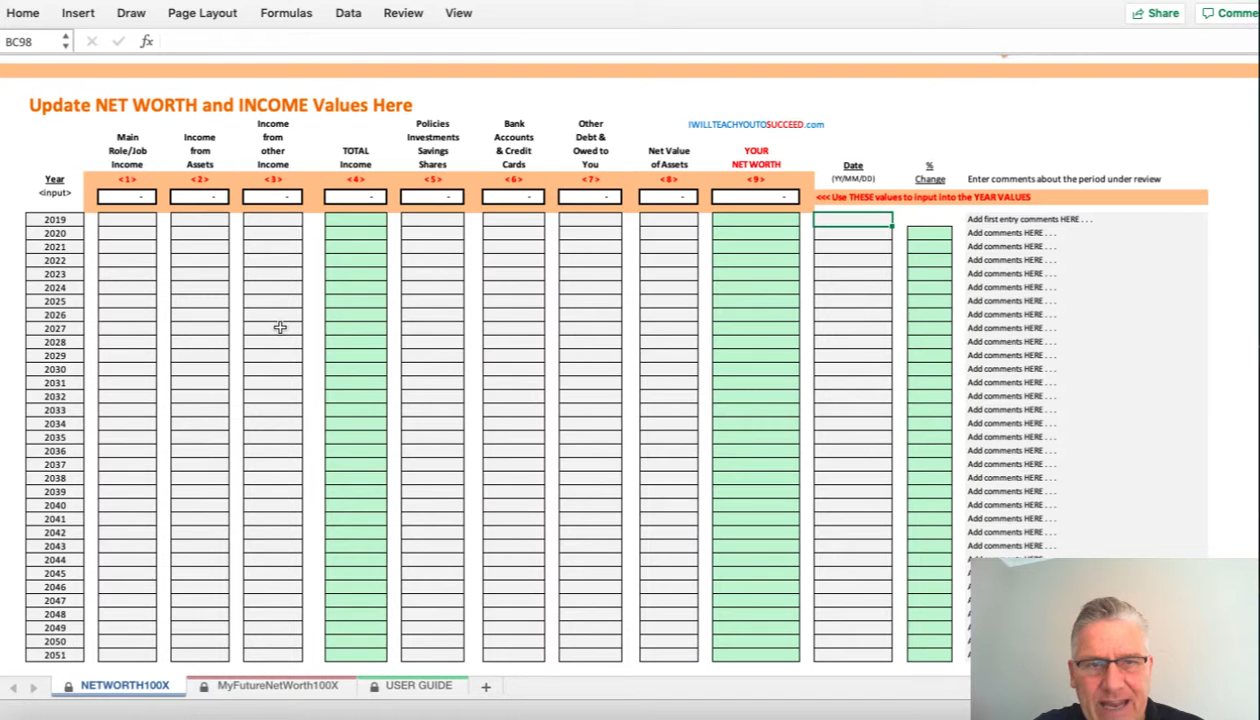 Home Insert Draw Page Layout Formulas Data Review View Share Comme
BC98 fx
Update NET WORTH and INCOME Values Here
IWILLTEACHYOUTOSUCCEED.com
Main Role/Job Income
Income from Assets
Income from other Income
TOTAL Income
Policies Investments Savings Shares
Bank Accounts & Credit Cards
Other Debt & Owed to You
Net Value of Assets
YOUR NET WORTH
Date (YY/MM/DD)
% Change
Enter comments about the period under review
Year <input>
<1> <2> <3> <4> <5> <6> <7> <8> <9>
- - - - - - - - - <<< Use THESE values to input into the YEAR VALUES
2019 Add first entry comments HERE . . .
2020 Add comments HERE . . .
2021 Add comments HERE . . .
2022 Add comments HERE . . .
2023 Add comments HERE . . .
2024 Add comments HERE . . .
2025 Add comments HERE . . .
2026 Add comments HERE . . .
2027 Add comments HERE . . .
2028 Add comments HERE . . .
2029 Add comments HERE . . .
2030 Add comments HERE . . .
2031 Add comments HERE . . .
2032 Add comments HERE . . .
2033 Add comments HERE . . .
2034 Add comments HERE . . .
2035 Add comments HERE . . .
2036 Add comments HERE . . .
2037 Add comments HERE . . .
2038 Add comments HERE . . .
2039 Add comments HERE . . .
2040 Add comments HERE . . .
2041 Add comments HERE . . .
2042 Add comments HERE . . .
2043 Add comments HERE . . .
2044
2045
2046
2047
2048
2049
2050
2051
NETWORTH100X MyFutureNetWorth100X USER GUIDE